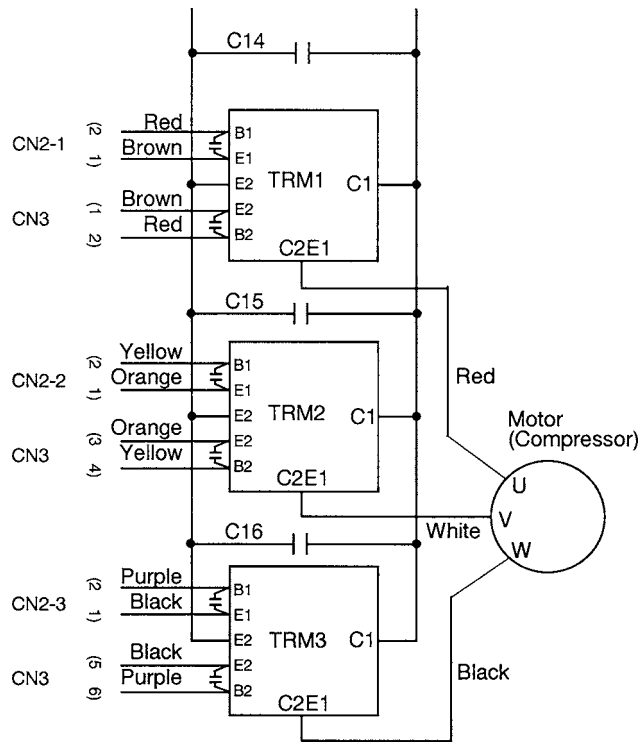 C14
CN2-1
(2 1)
Red
Brown
B1
E1
E2
E2
B2
TRM1
C1
C2E1
CN3
(1 2)
Brown
Red
C15
CN2-2
(2 1)
Yellow
Orange
B1
E1
E2
E2
B2
TRM2
C1
C2E1
CN3
(3 4)
Orange
Yellow
Red
Motor
(Compressor)
U
V
W
White
C16
CN2-3
(2 1)
Purple
Black
B1
E1
E2
E2
B2
TRM3
C1
C2E1
CN3
(5 6)
Black
Purple
Black